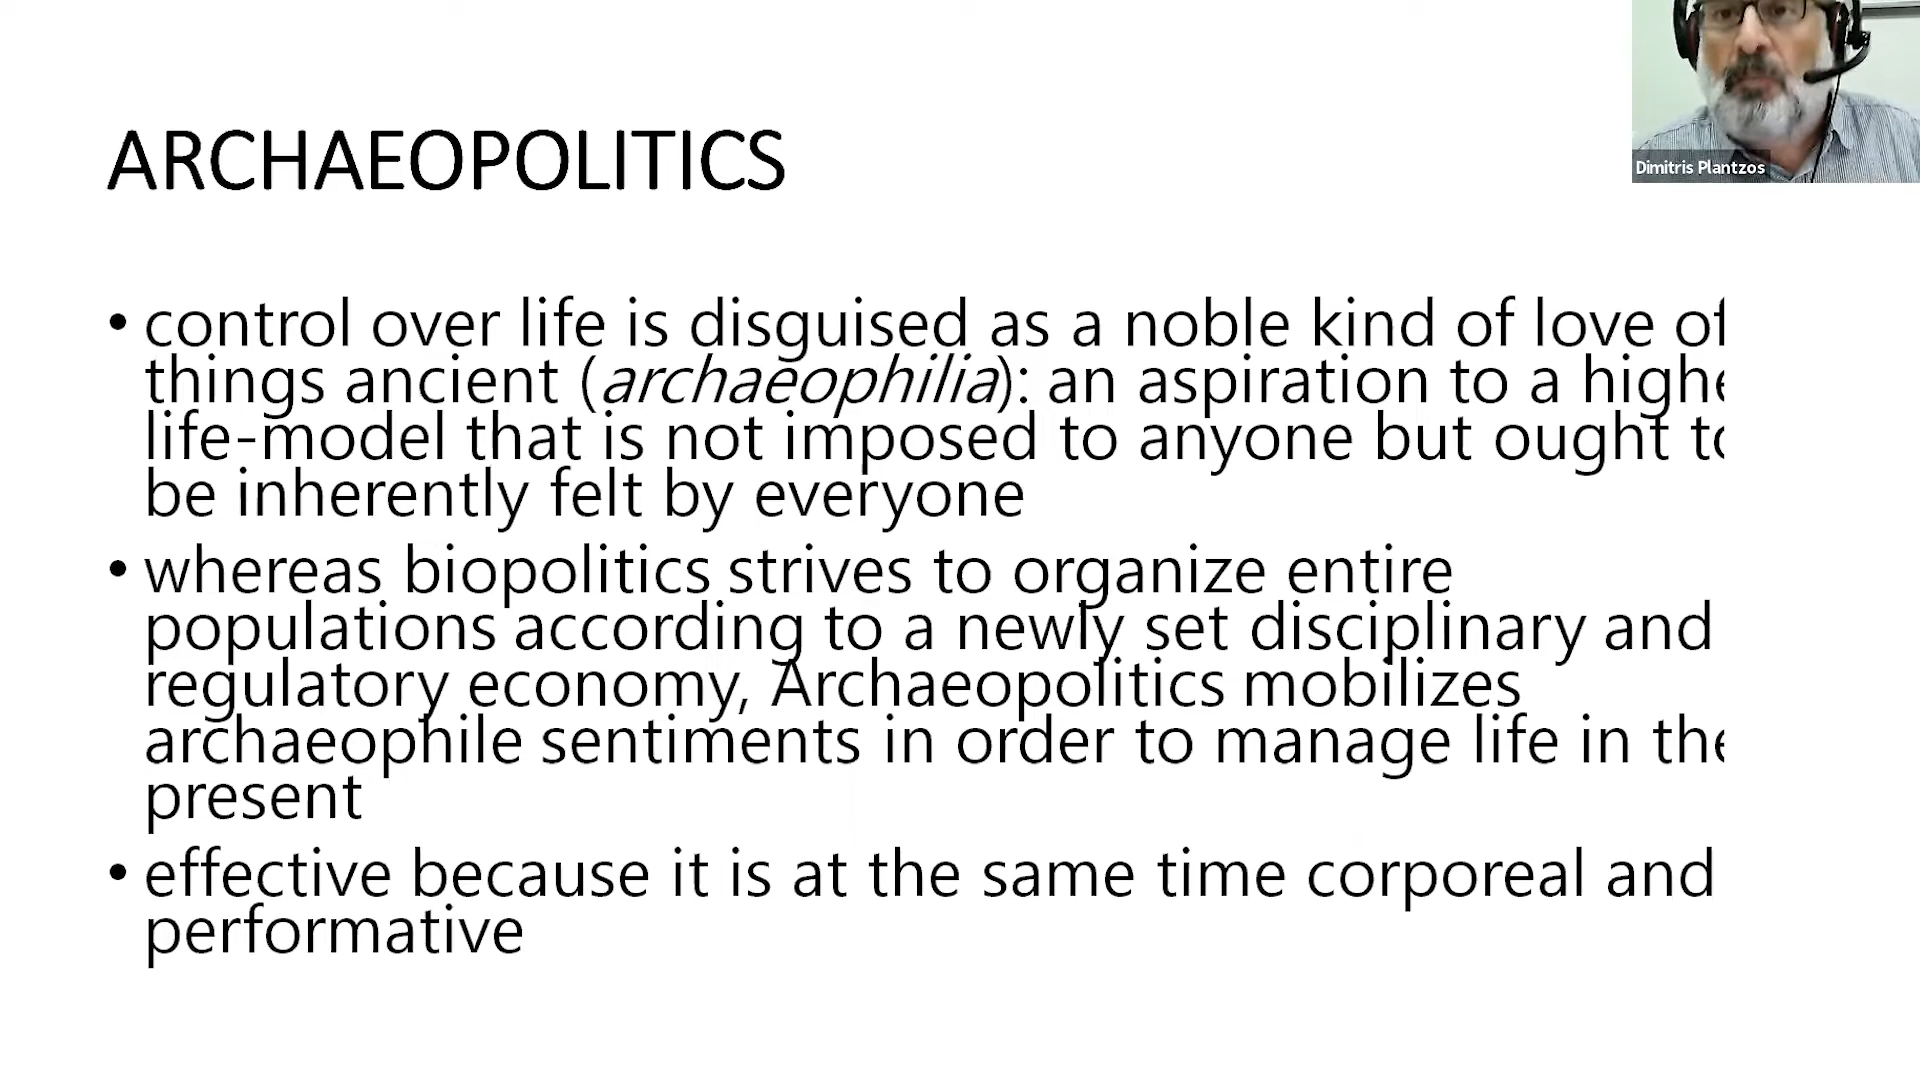 ARCHAEOPOLITICS
Dimitris Plantzos
• control over life is disguised as a noble kind of love of
things ancient (archaeophilia): an aspiration to a highe
life-model that is not imposed to anyone but ought to
be inherently felt by everyone
• whereas biopolitics strives to organize entire
populations according to a newly set disciplinary and
regulatory economy, Archaeopolitics mobilizes
archaeophile sentiments in order to manage life in the
present
• effective because it is at the same time corporeal and
performative